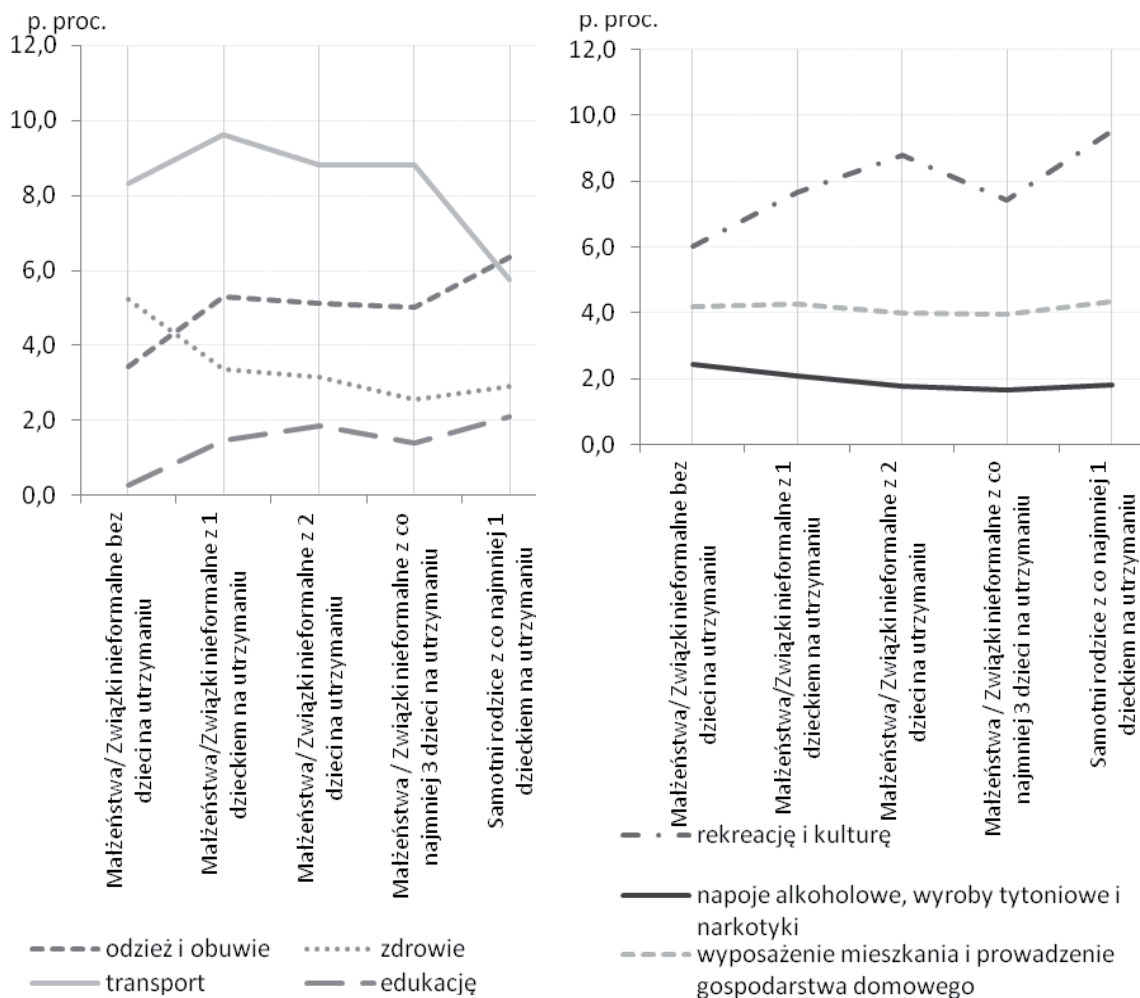 p. proc.
12,0
10,0
8,0
6,0
4,0
2,0
0,0
Małżeństwa/ Związki nieformalne bez
dzieci na utrzymaniu
Małżeństwa/Związki nieformalne z 1
dzieckiem na utrzymaniu
Małżeństwa/ Związki nieformalne z 2
dzieci na utrzymaniu
Małżeństwa / Związki nieformalne z co
najmniej 3 dzieci na utrzymaniu
Samotni rodzice z co najmniej 1
dzieckiem na utrzymaniu
odzież i obuwie
zdrowie
transport
edukację
p. proc.
12,0
10,0
8,0
6,0
4,0
2,0
0,0
Małżeństwa/ Związki nieformalne bez
dzieci na utrzymaniu
Małżeństwa/Związki nieformalne z 1
dzieckiem na utrzymaniu
Małżeństwa/ Związki nieformalne z 2
dzieci na utrzymaniu
Małżeństwa / Związki nieformalne z co
najmniej 3 dzieci na utrzymaniu
Samotni rodzice z co najmniej 1
dzieckiem na utrzymaniu
rekreację i kulturę
napoje alkoholowe, wyroby tytoniowe i
narkotyki
wyposażenie mieszkania i prowadzenie
gospodarstwa domowego